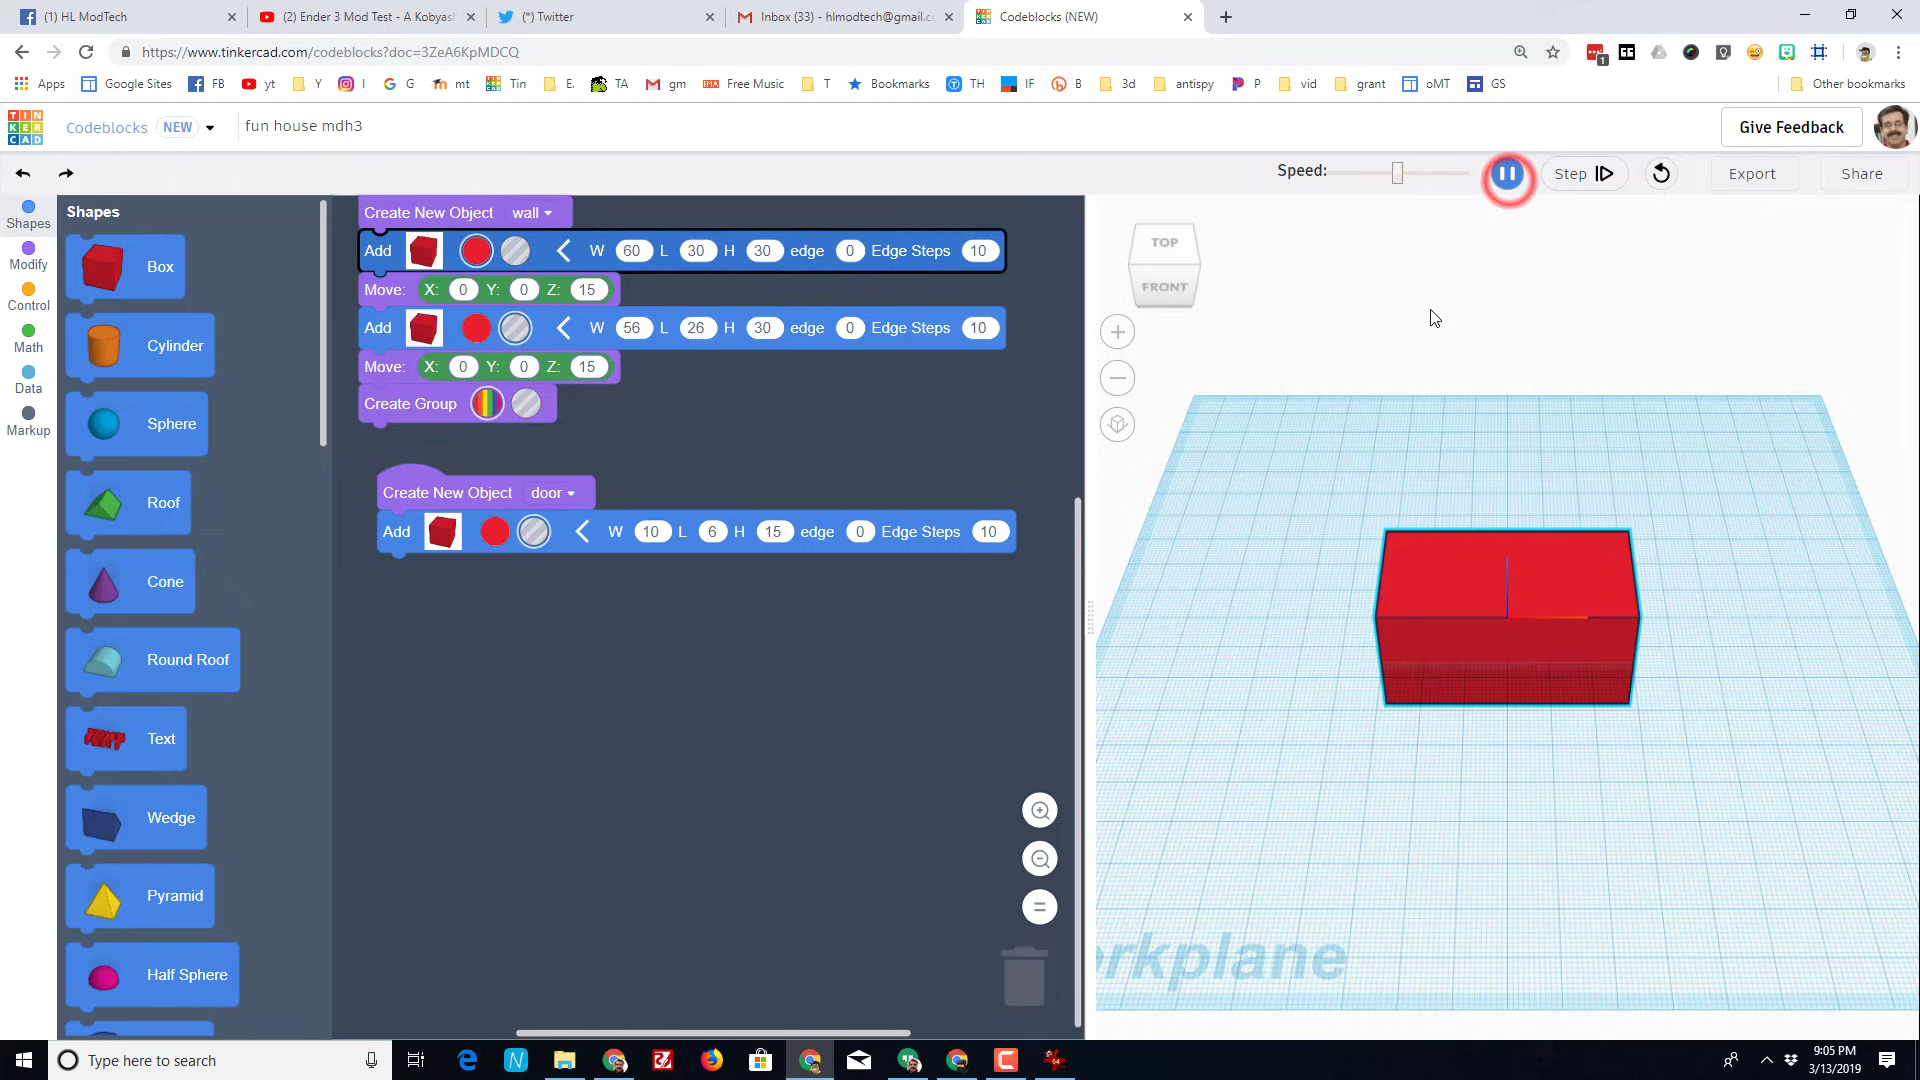 HL ModTech
(2) Ender 3 Mod Test - A Kobyash
(*) Twitter
Inbox (33) - hlmodtech@gmail.c
Codeblocks (NEW)
https://www.tinkercad.com/codeblocks?doc=3ZeA6KpMDCQ
1
Apps Google Sites FB yt Y I G mt Tin E. TA gm Free Music T Bookmarks TH IF B 3d antispy P vid grant oMT GS Other bookmarks
TIN
KER
CAD
Codeblocks NEW fun house mdh3 Give Feedback
Speed: Step Export Share
Shapes
Modify
Control
Math
Data
Markup
Shapes
Box
Cylinder
Sphere
Roof
Cone
Round Roof
TEXT
Text
Wedge
Pyramid
Half Sphere
Create New Object wall
Add W 60 L 30 H 30 edge 0 Edge Steps 10
Move: X: 0 Y: 0 Z: 15
Add W 56 L 26 H 30 edge 0 Edge Steps 10
Move: X: 0 Y: 0 Z: 15
Create Group
Create New Object door
Add W 10 L 6 H 15 edge 0 Edge Steps 10
TOP
FRONT
orkplane
Type here to search
9:05 PM
3/13/2019